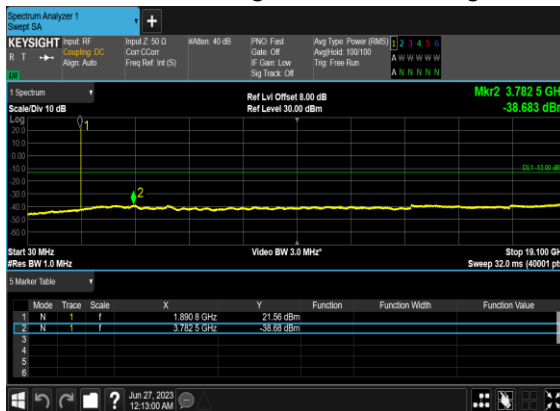 Spectrum Analyzer 1
Swept SA
+
KEYSIGHT Input: RF Input Z: 50 Ω #Atten: 40 dB PNO: Fast Avg Type: Power (RMS) 1 2 3 4 5 6
R T Coupling: DC Corr CCorr Gate: Off Avg|Hold: 100/100 A W W W W W
Align: Auto Freq Ref: Int (S) IF Gain: Low Trig: Free Run
Sig Track: Off A N N N N N
1 Spectrum Ref Lvl Offset 8.00 dB Mkr2 3.782 5 GH
Scale/Div 10 dB Ref Level 30.00 dBm -38.683 dB
Log
20.0
1
10.0
0.00
-10.0
DL1 -13.00 dB
-20.0
-30.0
2
-40.0
-50.0
-60.0
Start 30 MHz Video BW 3.0 MHz* Stop 19.100 GH
#Res BW 1.0 MHz Sweep 32.0 ms (40001 pt
5 Marker Table
Mode Trace Scale X Y Function Function Width Function Value
1 N 1 f 1.890 8 GHz 21.56 dBm
2 N 1 f 3.782 5 GHz -38.68 dBm
3
4
5
6
? Jun 27, 2023
12:13:00 AM